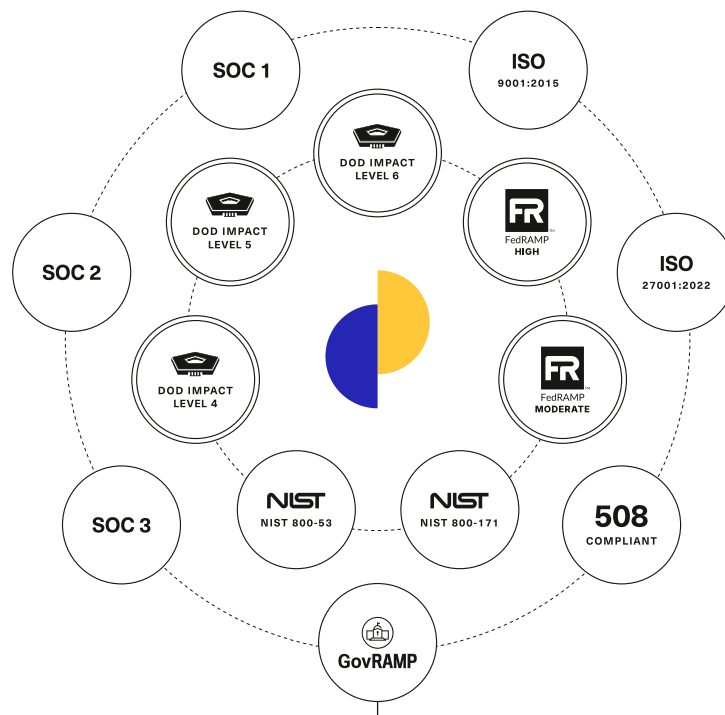 SOC 1
ISO
9001:2015
DOD IMPACT
LEVEL 6
DOD IMPACT
LEVEL 5
FR
FedRAMP
HIGH
SOC 2
ISO
27001:2022
DOD IMPACT
LEVEL 4
FR
FedRAMP™
MODERATE
NIST
NIST 800-53
NIST
NIST 800-171
SOC 3
508
COMPLIANT
GovRAMP